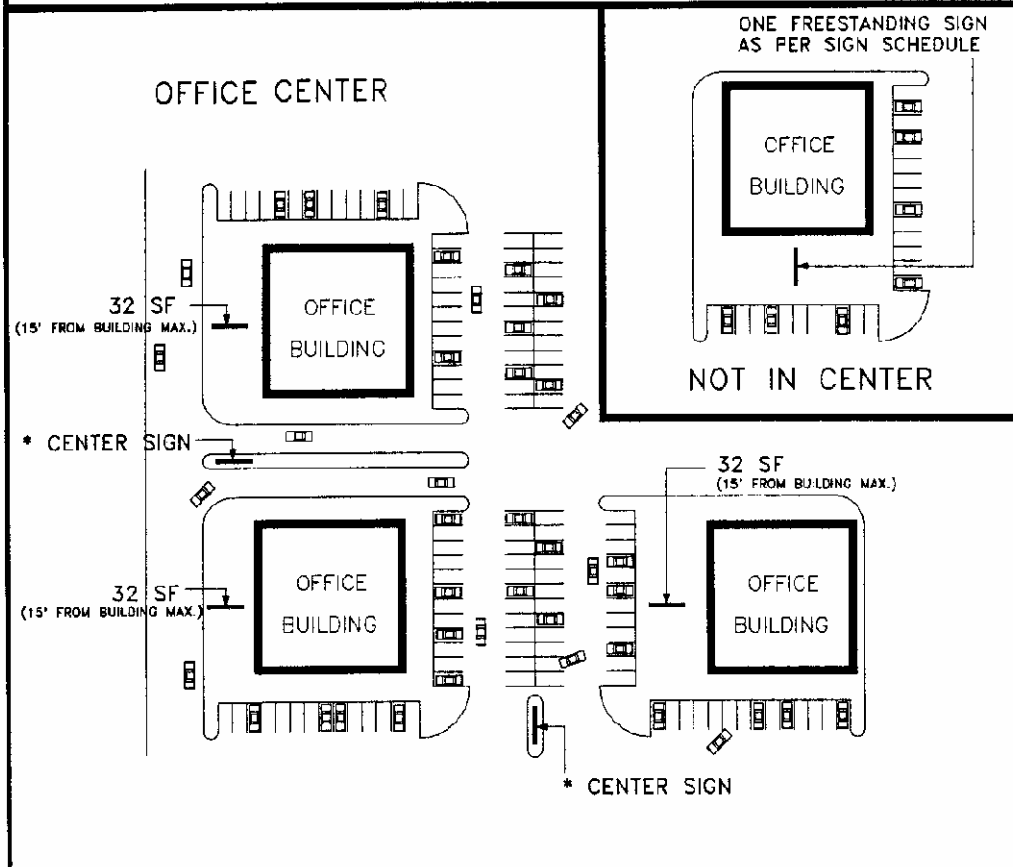 ONE FREESTANDING SIGN
AS PER SIGN SCHEDULE
OFFICE CENTER
OFFICE
BUILDING
NOT IN CENTER
32 SF
(15' FROM BUILDING MAX.)
OFFICE
BUILDING
* CENTER SIGN
32 SF
(15' FROM BUILDING MAX.)
32 SF
(15' FROM BUILDING MAX.)
OFFICE
BUILDING
OFFICE
BUILDING
* CENTER SIGN